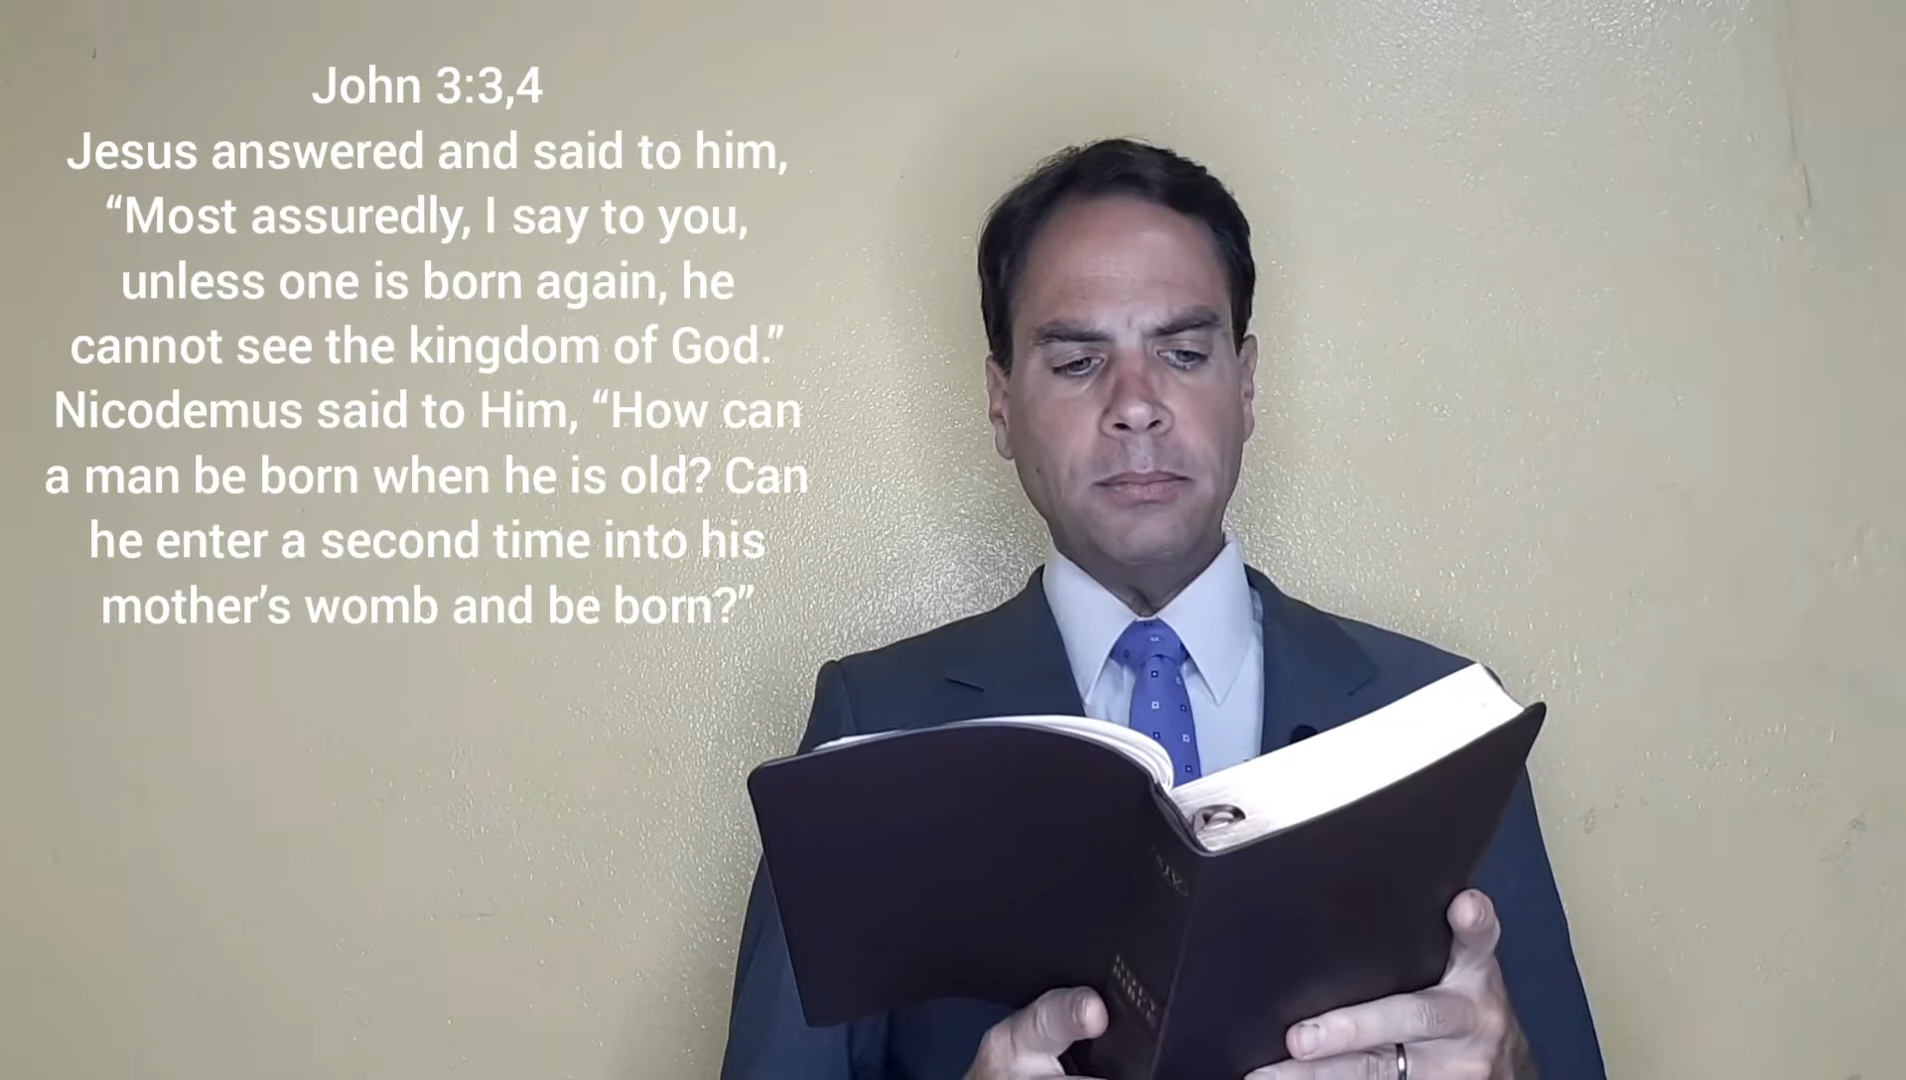 John 3:3,4
Jesus answered and said to him,
“Most assuredly, I say to you,
unless one is born again, he
cannot see the kingdom of God.”
Nicodemus said to Him, “How can
a man be born when he is old? Can
he enter a second time into his
mother’s womb and be born?”
HOLY
BIBLE